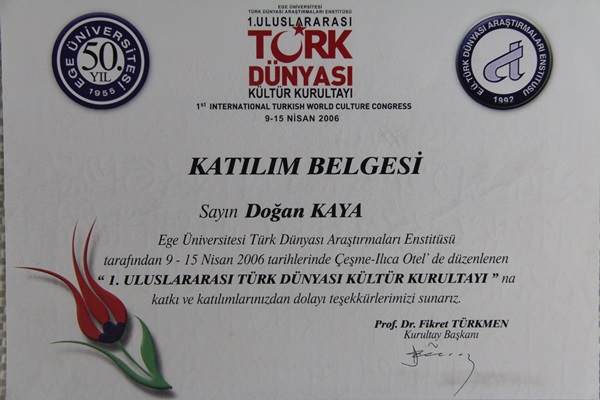 EGE ÜNİVERSİTESİ
TÜRK DÜNYASI ARAŞTIRMALARI ENSTİTÜSÜ
1.ULUSLARARASI
TÜRK
DÜNYASI
KÜLTÜR KURULTAYI
1st INTERNATIONAL TURKISH WORLD CULTURE CONGRESS
9-15 NİSAN 2006
EGE ÜNİVERSİTESİ
50.
YIL
1955
E.Ü. TÜRK DÜNYASI ARAŞTIRMALARI ENSTİTÜSÜ
1992
KATILIM BELGESİ
Sayın Doğan KAYA
Ege Üniversitesi Türk Dünyası Araştırmaları Enstitüsü
tarafından 9 - 15 Nisan 2006 tarihlerinde Çeşme-Ilıca Otel' de düzenlenen
“ 1. ULUSLARARASI TÜRK DÜNYASI KÜLTÜR KURULTAYI ” na
katkı ve katılımlarınızdan dolayı teşekkürlerimizi sunarız.
Prof. Dr. Fikret TÜRKMEN
Kurultay Başkanı